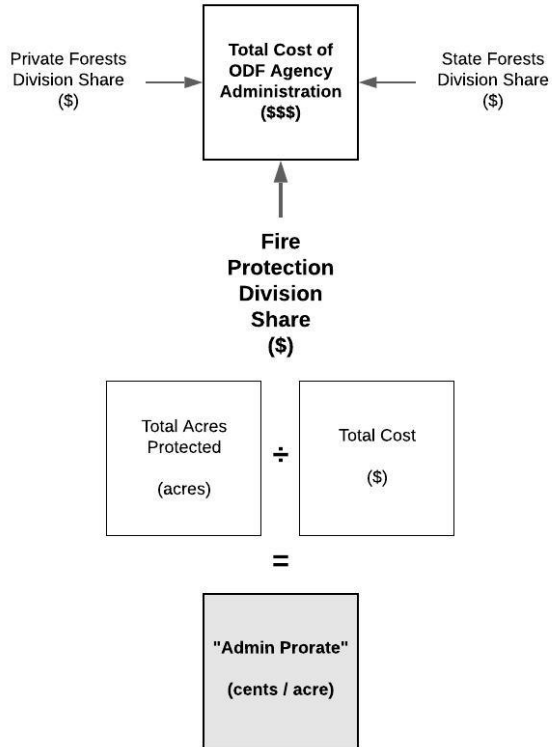 Private Forests
Division Share
($)
Total Cost of
ODF Agency
Administration
($$$)
State Forests
Division Share
($)
Fire
Protection
Division
Share
($)
Total Acres
Protected
(acres)
÷
Total Cost
($)
=
"Admin Prorate"
(cents / acre)